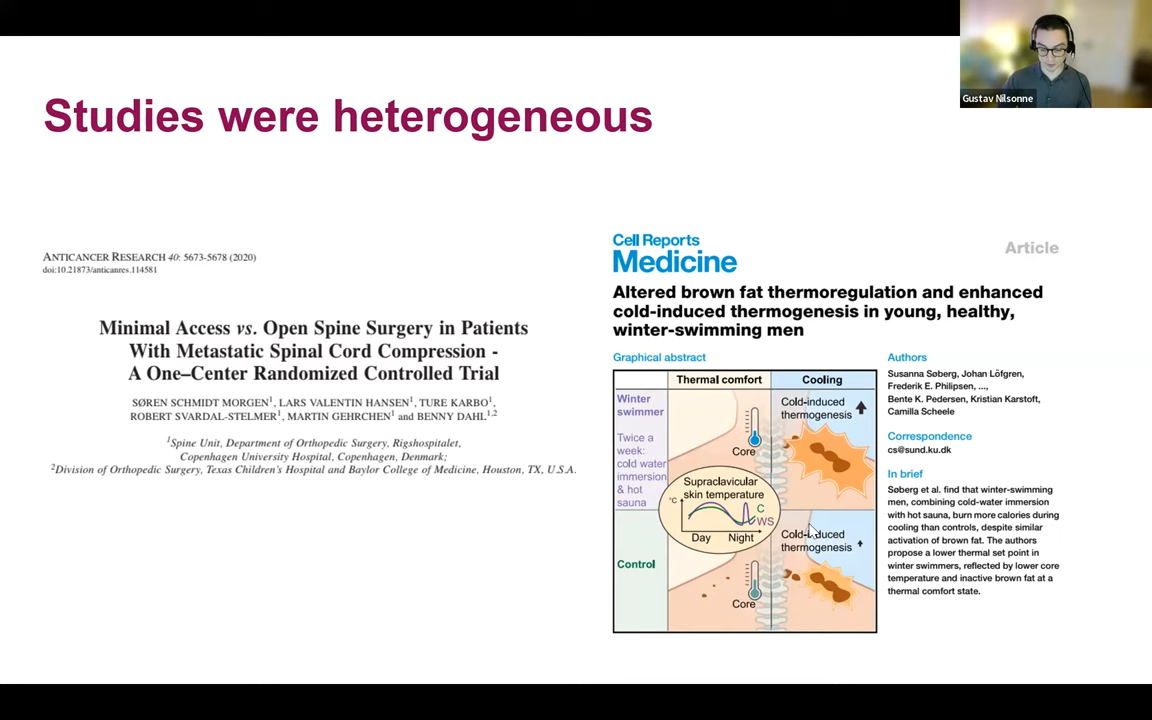 Gustav Nilsonne
Studies were heterogeneous
ANTICANCER RESEARCH 40: 5673-5678 (2020)
doi:10.21873/anticanres.114581
Minimal Access vs. Open Spine Surgery in Patients
With Metastatic Spinal Cord Compression -
A One–Center Randomized Controlled Trial
SØREN SCHMIDT MORGEN1, LARS VALENTIN HANSEN1, TURE KARBO1,
ROBERT SVARDAL-STELMER1, MARTIN GEHRCHEN1 and BENNY DAHL1,2
1Spine Unit, Department of Orthopedic Surgery, Rigshospitalet,
Copenhagen University Hospital, Copenhagen, Denmark;
2Division of Orthopedic Surgery, Texas Children's Hospital and Baylor College of Medicine, Houston, TX, U.S.A.
Cell Reports
Medicine
Article
Altered brown fat thermoregulation and enhanced
cold-induced thermogenesis in young, healthy,
winter-swimming men
Graphical abstract
Thermal comfort
Cooling
Winter
swimmer
Twice a
week:
cold water
immersion
& hot
sauna
Core
Cold-induced
thermogenesis
Supraclavicular
skin temperature
°C
C
WS
Day
Night
Control
Core
Cold-induced
thermogenesis
Authors
Susanna Søberg, Johan Löfgren,
Frederik E. Philipsen, ...,
Bente K. Pedersen, Kristian Karstoft,
Camilla Scheele
Correspondence
cs@sund.ku.dk
In brief
Søberg et al. find that winter-swimming
men, combining cold-water immersion
with hot sauna, burn more calories during
cooling than controls, despite similar
activation of brown fat. The authors
propose a lower thermal set point in
winter swimmers, reflected by lower core
temperature and inactive brown fat at a
thermal comfort state.